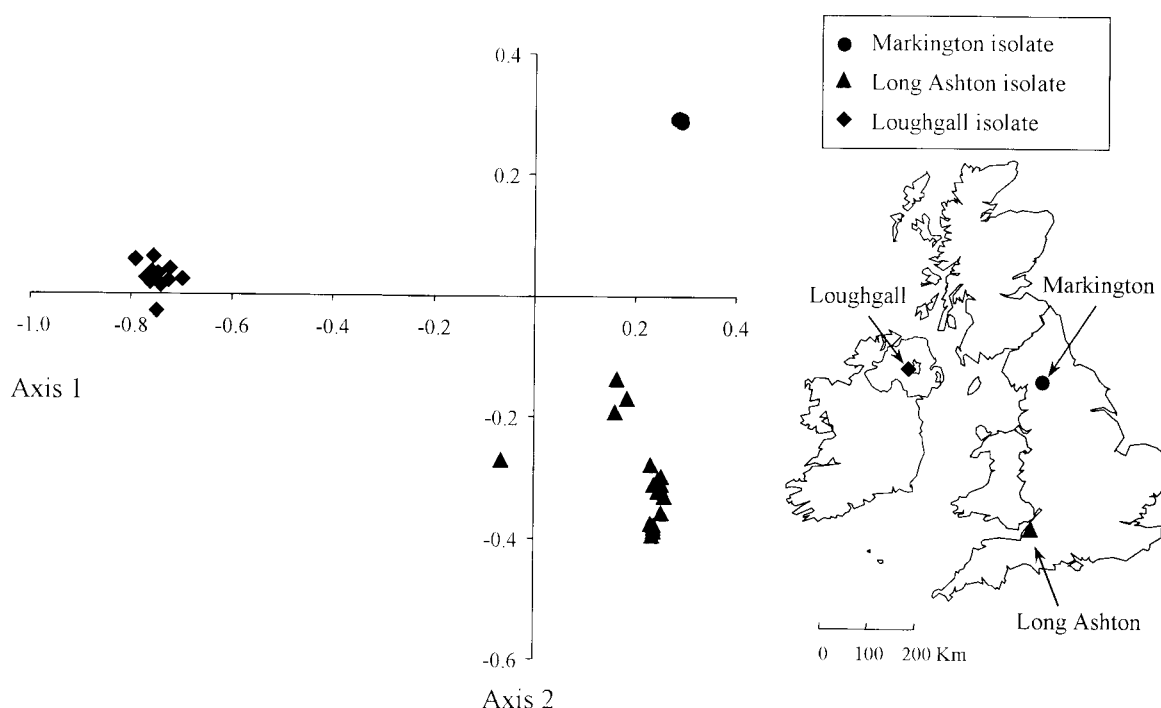 Markington isolate
Long Ashton isolate
Loughgall isolate
0.4
0.2
-1.0 -0.8 -0.6 -0.4 -0.2 0.2 0.4
Axis 1
-0.2
-0.4
-0.6
Axis 2
Loughgall
Markington
Long Ashton
0 100 200 Km